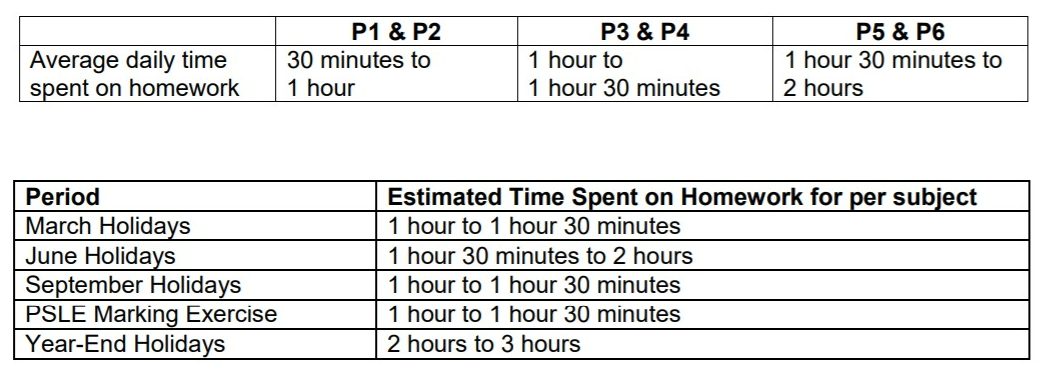 P1 & P2 P3 & P4 P5 & P6
Average daily time 30 minutes to 1 hour to 1 hour 30 minutes to
spent on homework 1 hour 1 hour 30 minutes 2 hours
Period Estimated Time Spent on Homework for per subject
March Holidays 1 hour to 1 hour 30 minutes
June Holidays 1 hour 30 minutes to 2 hours
September Holidays 1 hour to 1 hour 30 minutes
PSLE Marking Exercise 1 hour to 1 hour 30 minutes
Year-End Holidays 2 hours to 3 hours